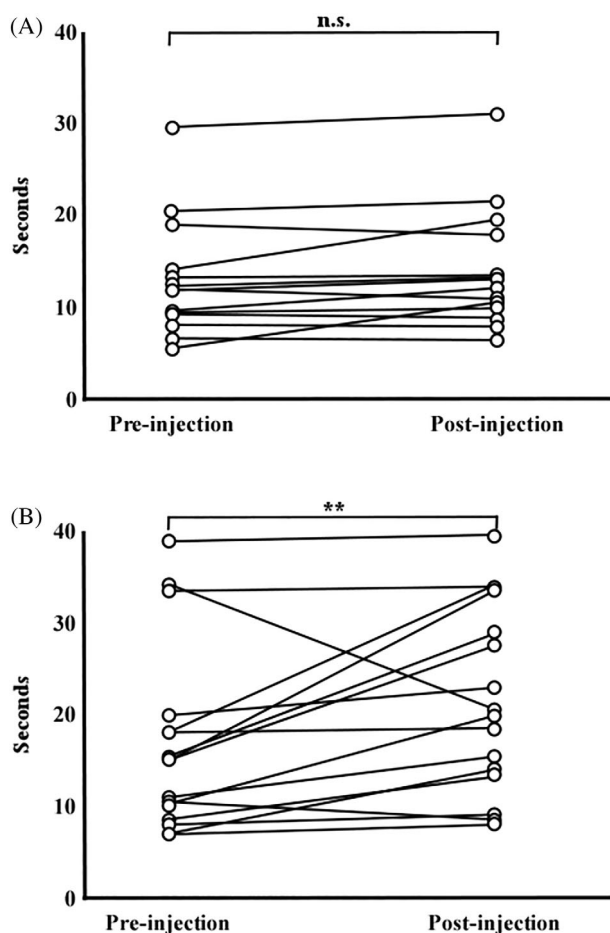 (A)
n.s.
40
30
20
10
0
Seconds
Pre-injection Post-injection
(B)
**
40
30
20
10
0
Seconds
Pre-injection Post-injection